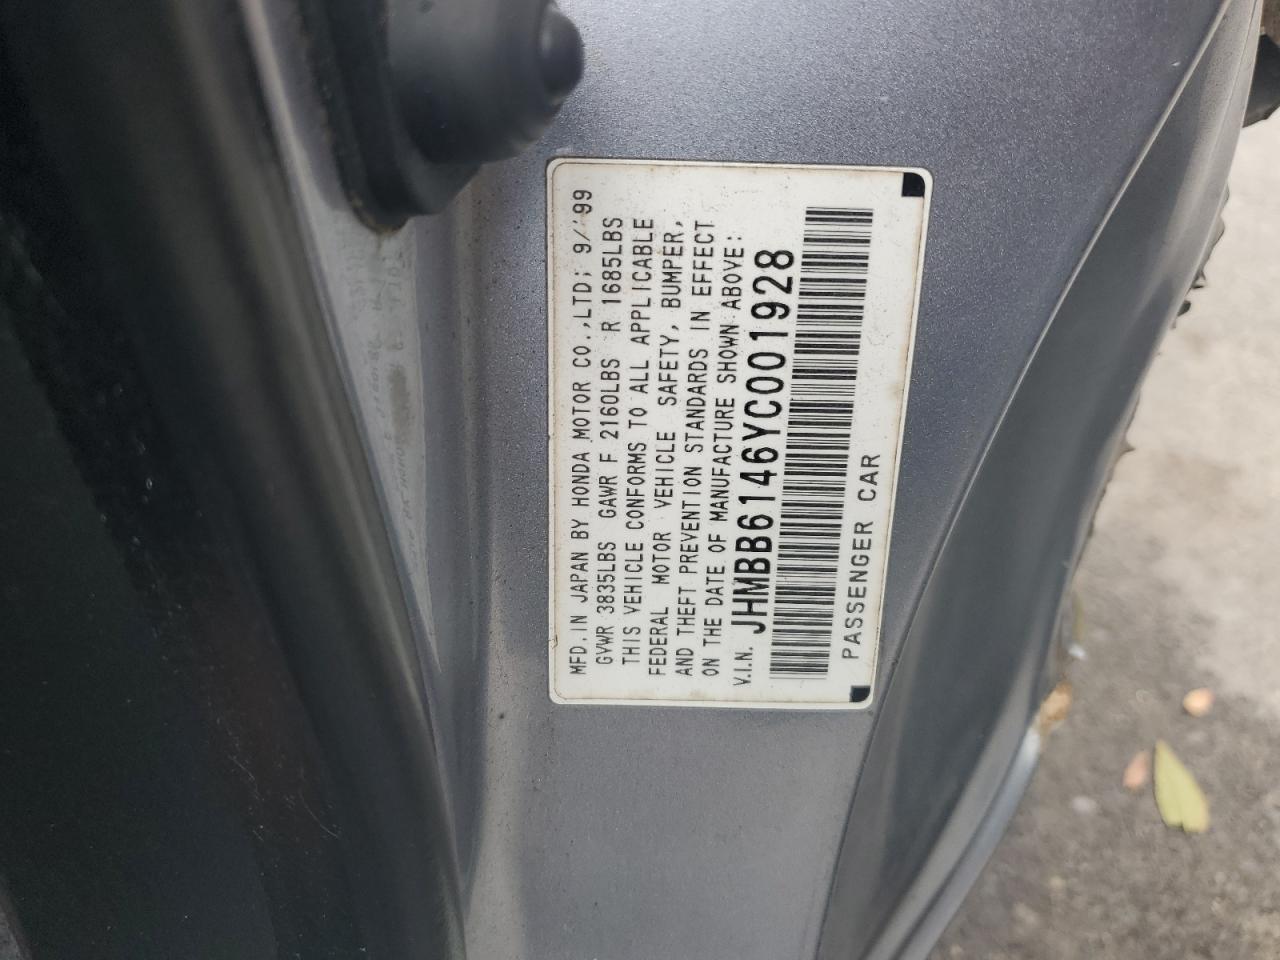 MFD. IN JAPAN BY HONDA MOTOR CO.,LTD; 9/'99
GVWR 3835LBS GAWR F 2160LBS R 1685LBS
THIS VEHICLE CONFORMS TO ALL APPLICABLE
FEDERAL MOTOR VEHICLE SAFETY, BUMPER,
AND THEFT PREVENTION STANDARDS IN EFFECT
ON THE DATE OF MANUFACTURE SHOWN ABOVE:
V.I.N. JHMBB6146YC001928
PASSENGER CAR